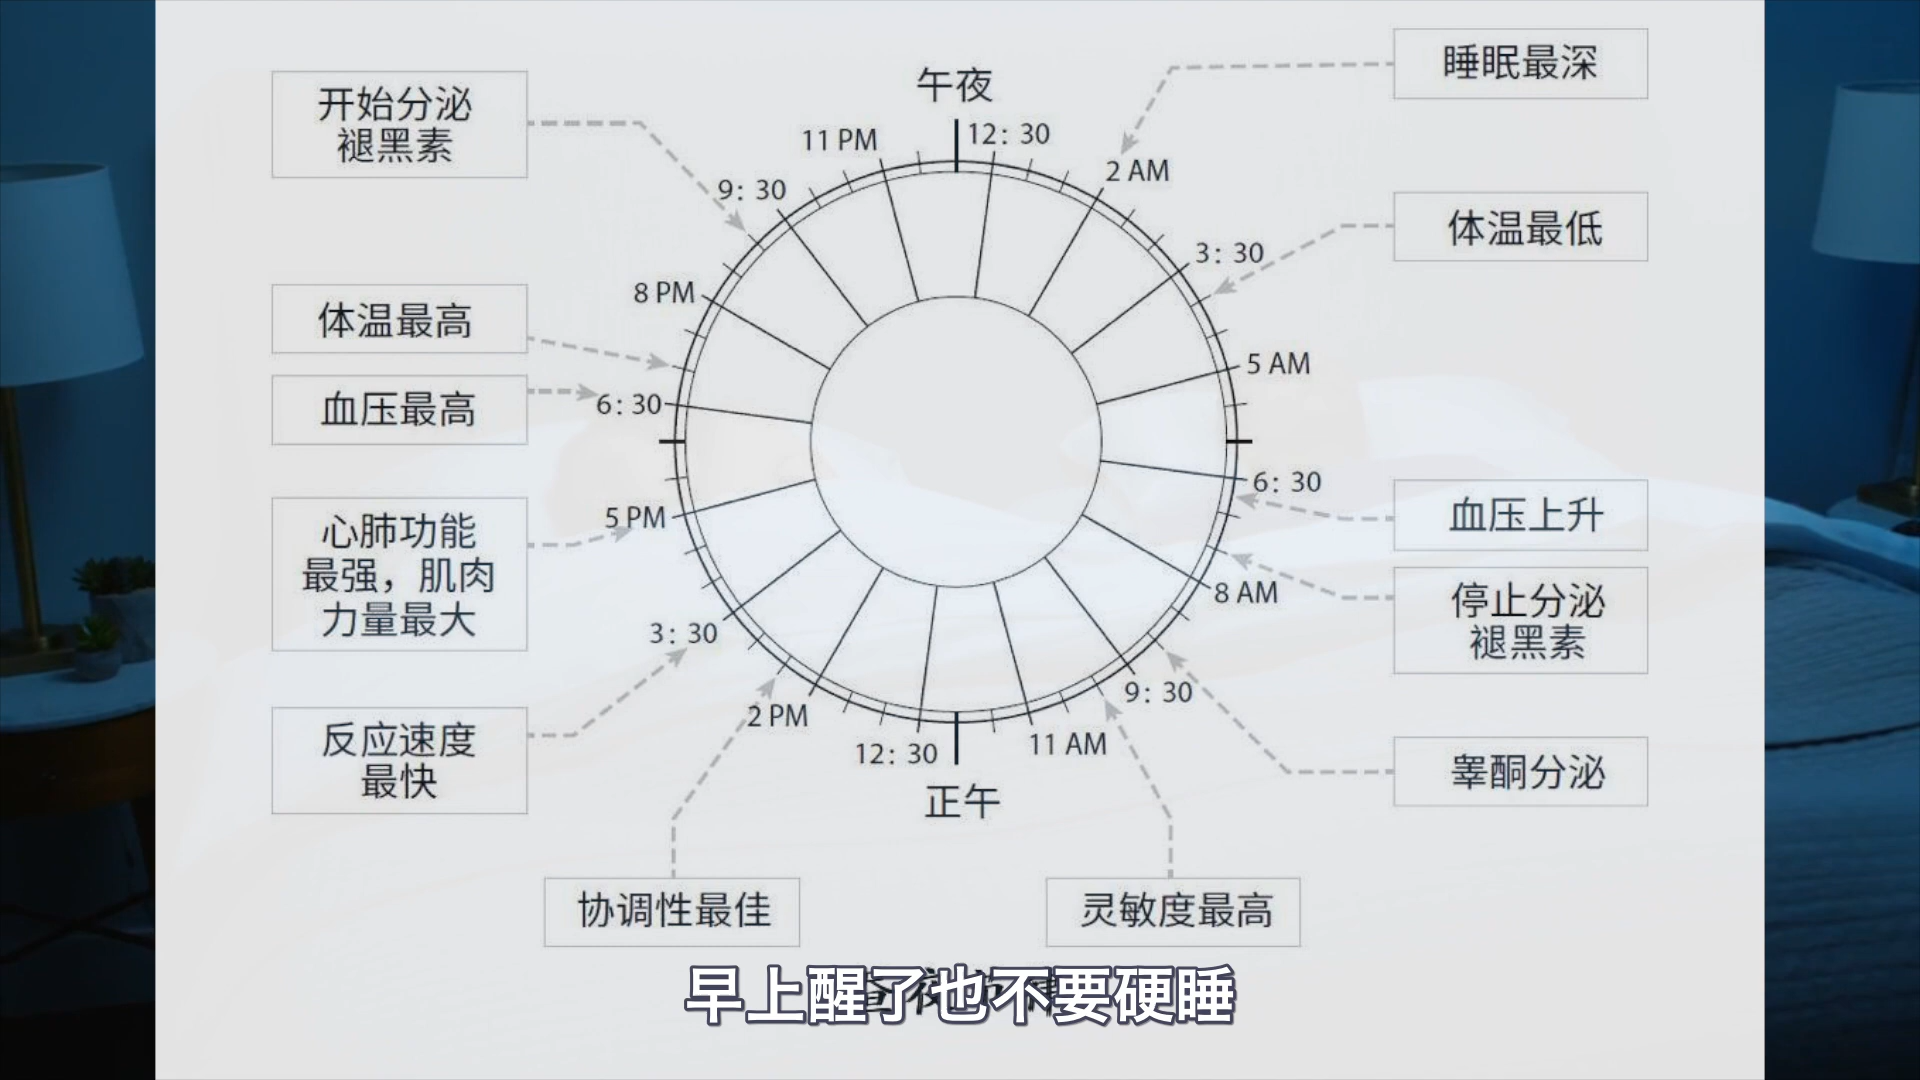 午夜
睡眠最深
开始分泌
褪黑素
11 PM
12：30
2 AM
9：30
体温最低
3：30
8 PM
体温最高
5 AM
血压最高
6：30
6：30
血压上升
5 PM
心肺功能
最强，肌肉
力量最大
8 AM
停止分泌
褪黑素
3：30
9：30
2 PM
反应速度
最快
12：30
11 AM
睾酮分泌
正午
协调性最佳
灵敏度最高
早上醒了也不要硬睡